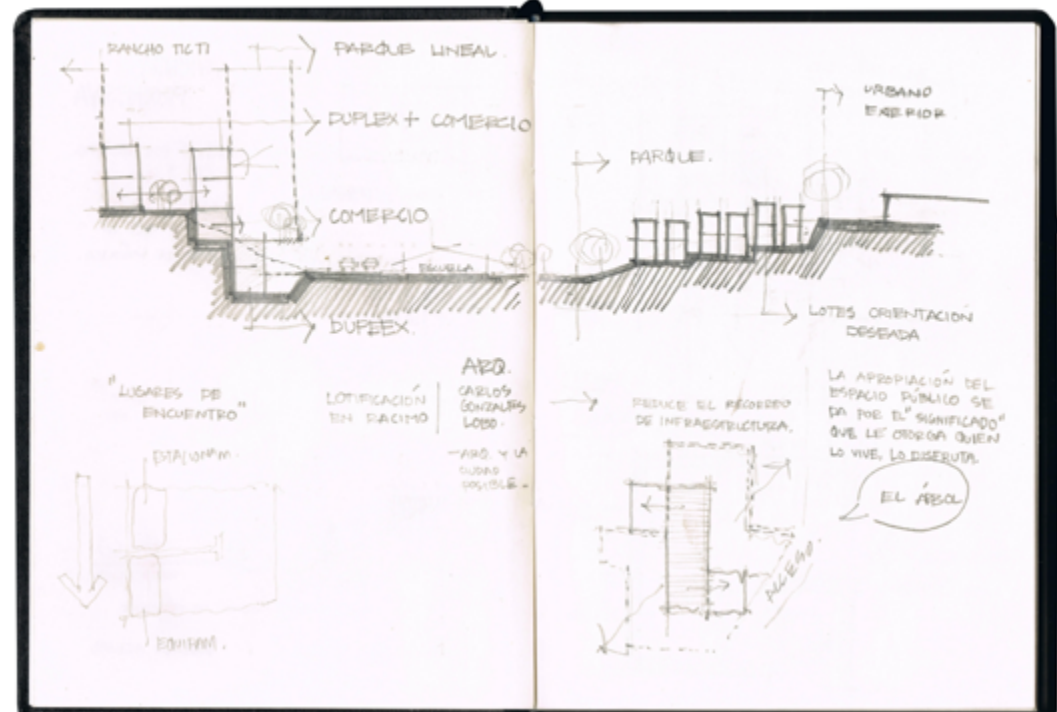 RANCHO TICTI
PARQUE LINEAL.
DUPLEX + COMERCIO
COMERCIO
ESCUELA
DUPLEX.
"LUGARES DE
ENCUENTRO"
LOTIFICACIÓN
EN RACIMO
ARQ.
CARLOS
GONZALES
LOBO.
- ARQ. Y LA
CIUDAD
POSIBLE.
ESTACIONAM.
EQUIPAM.
URBANO
EXERIOR
PARQUE.
LOTES ORIENTACIÓN
DESEADA
REDUCE EL RECORRIDO
DE INFRAESTRUCTURA.
LA APROPIACIÓN DEL
ESPACIO PÚBLICO SE
DA POR EL "SIGNIFICADO"
QUE LE OTORGA QUIEN
LO VIVE, LO DISFRUTA.
EL ÁRBOL
ACCESO.